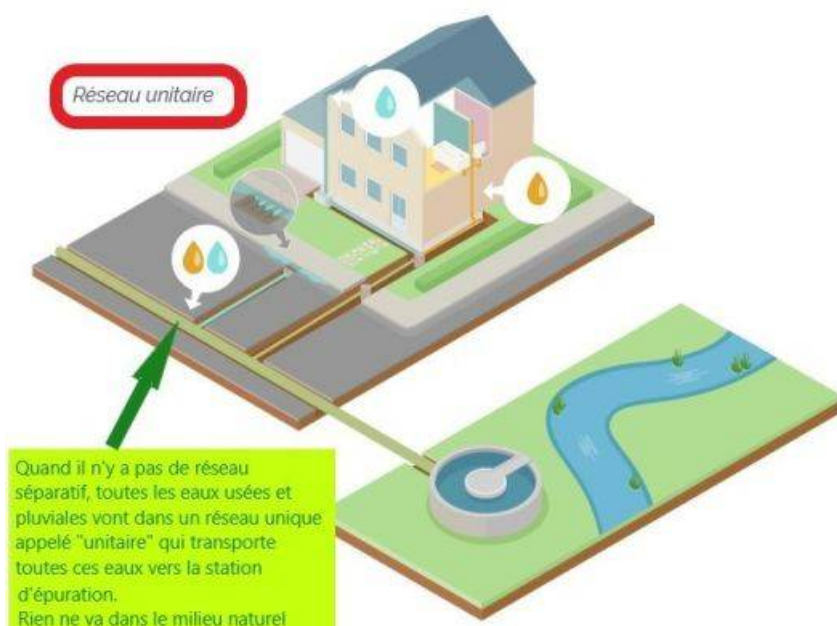 Réseau unitaire
Quand il n'y a pas de réseau
séparatif, toutes les eaux usées et
pluviales vont dans un réseau unique
appelé "unitaire" qui transporte
toutes ces eaux vers la station
d'épuration.
Rien ne va dans le milieu naturel